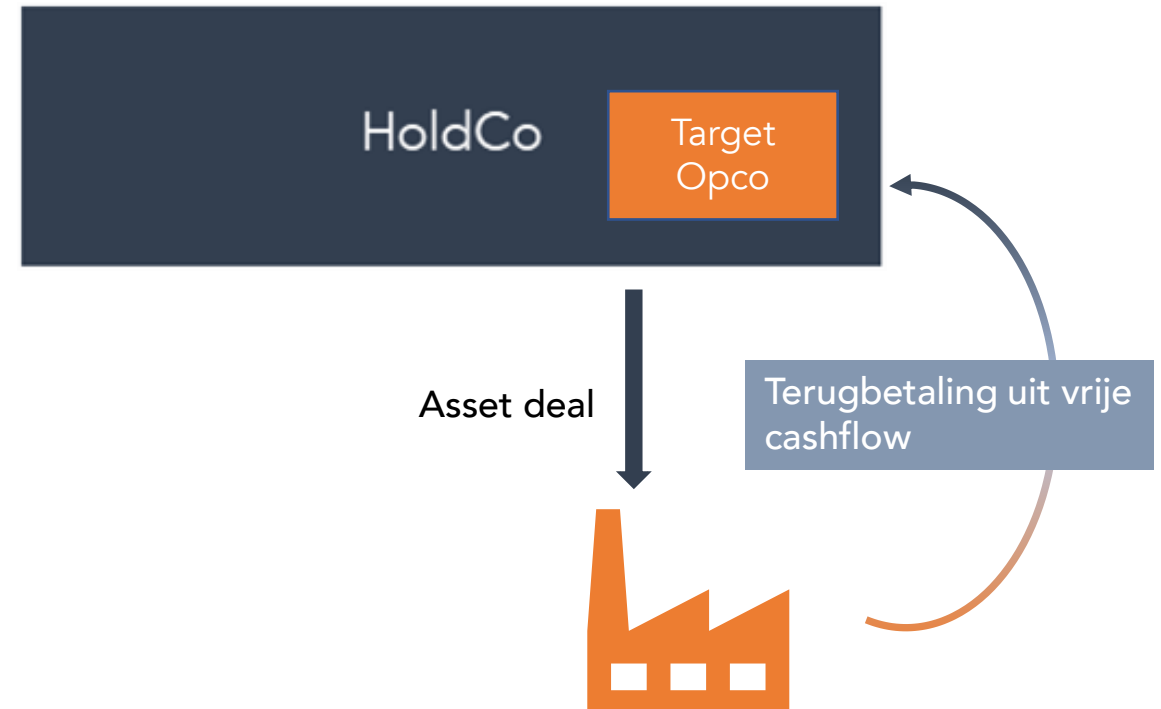 HoldCo
Target
Opco
Asset deal
Terugbetaling uit vrije
cashflow